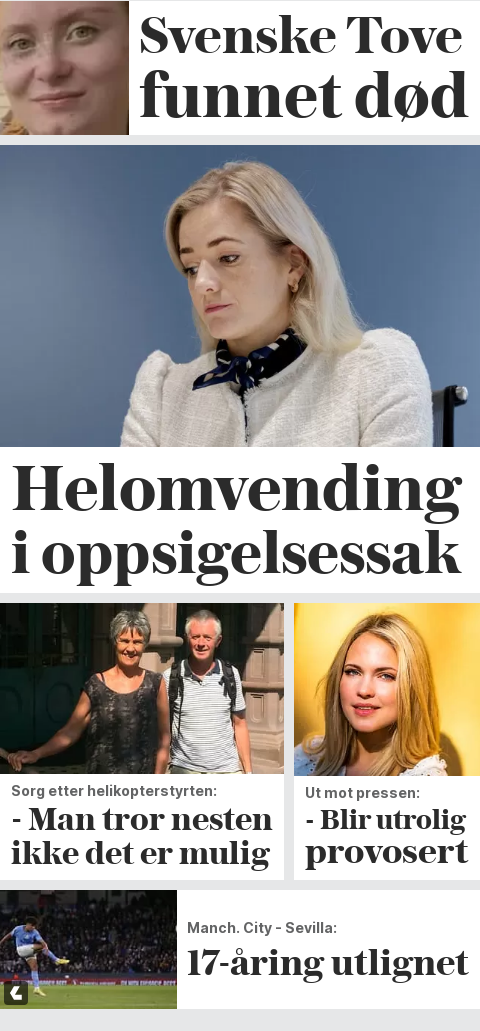 Svenske Tove
funnet død
Helomvending
i oppsigelsessak
Sorg etter helikopterstyrten:
- Man tror nesten
ikke det er mulig
Ut mot pressen:
- Blir utrolig
provosert
Manch. City - Sevilla:
17-åring utlignet